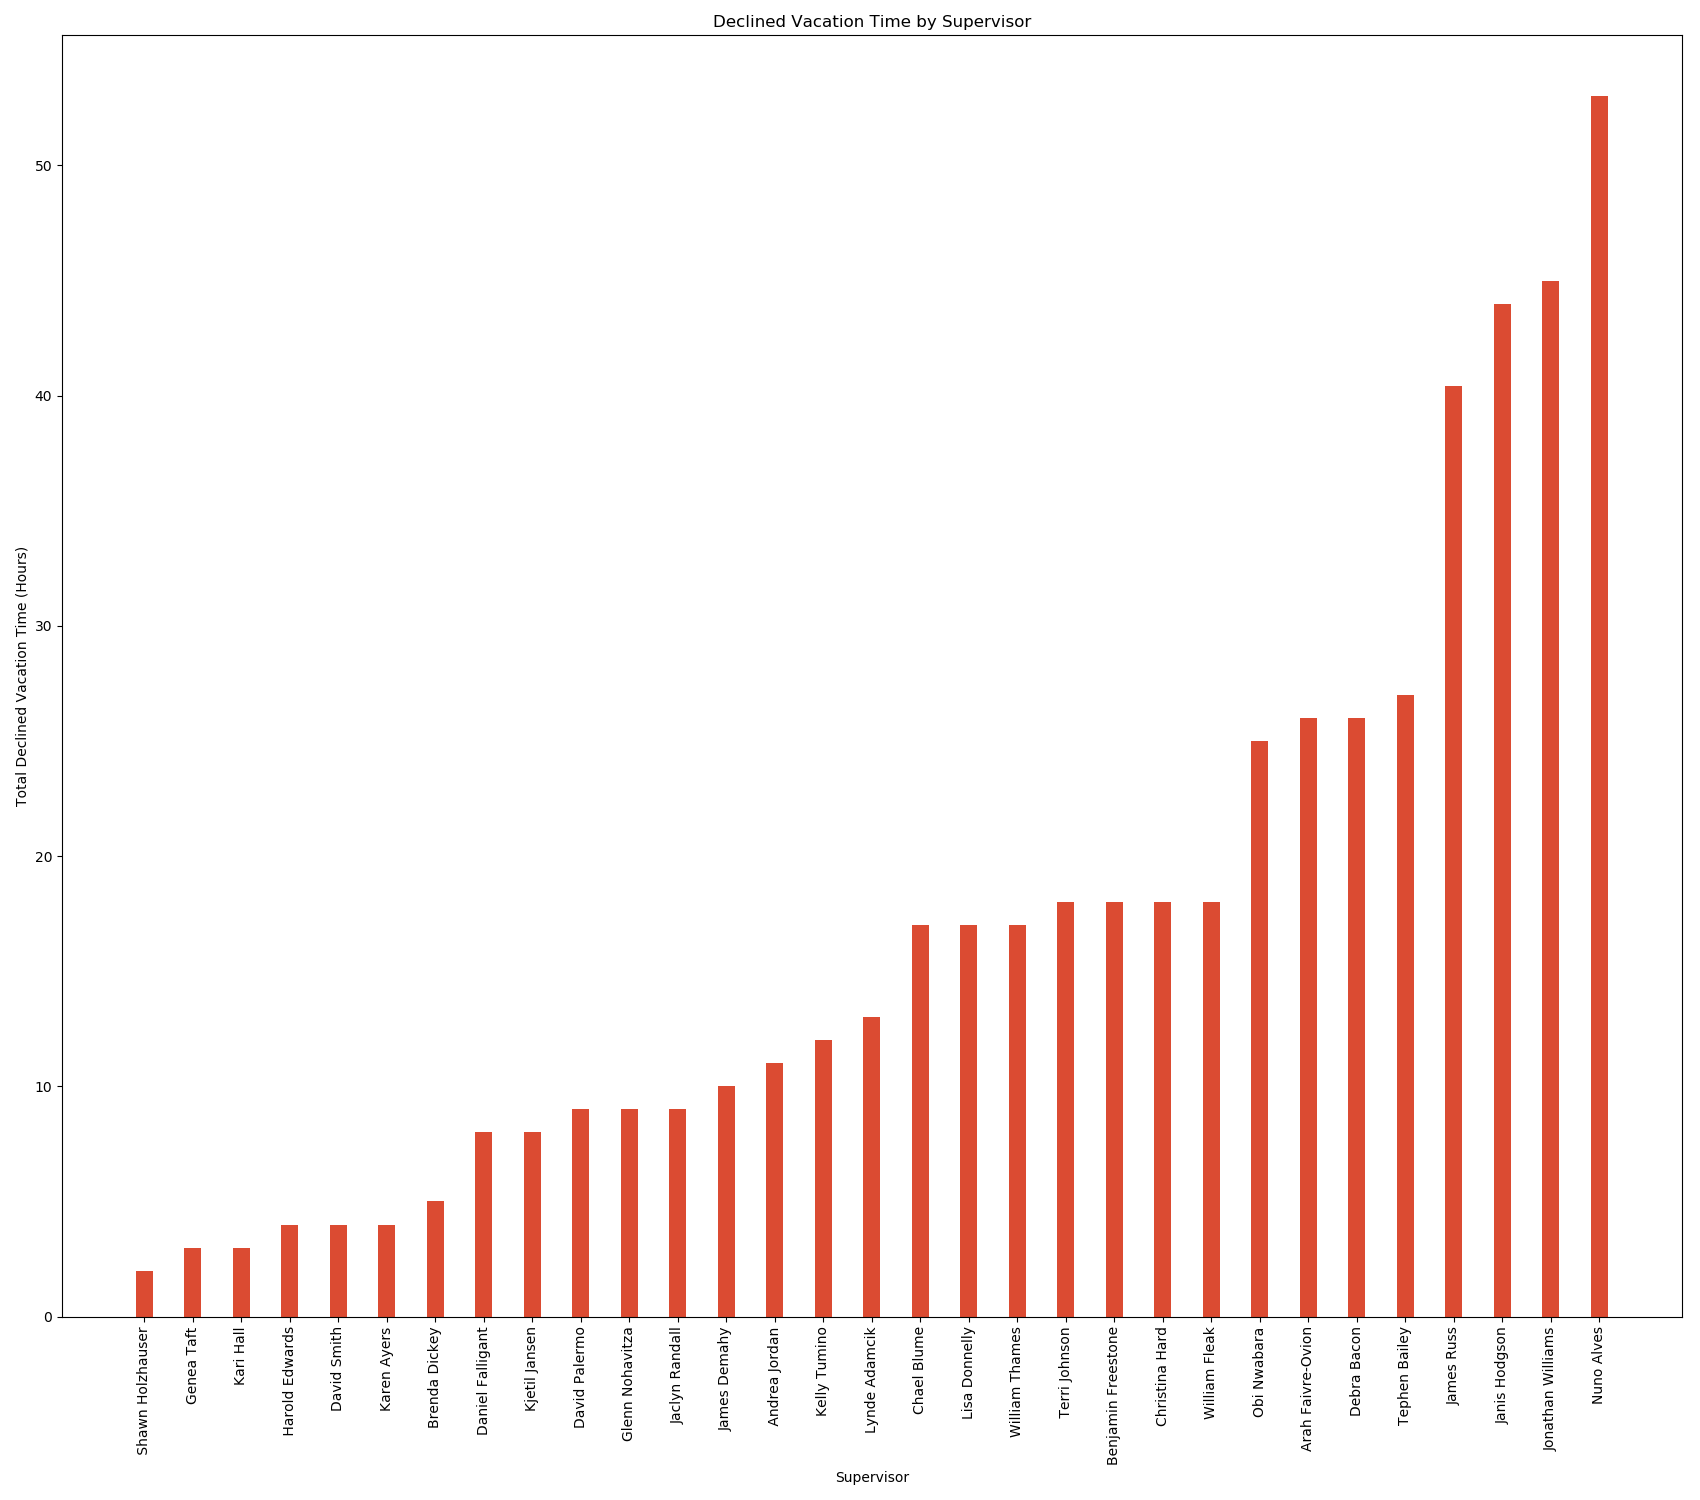 Declined Vacation Time by Supervisor
Total Declined Vacation Time (Hours)
50
40
30
20
10
0
Shawn Holzhauser
Genea Taft
Kari Hall
Harold Edwards
David Smith
Karen Ayers
Brenda Dickey
Daniel Falligant
Kjetil Jansen
David Palermo
Glenn Nohavitza
Jaclyn Randall
James Demahy
Andrea Jordan
Kelly Tumino
Lynde Adamcik
Chael Blume
Lisa Donnelly
William Thames
Terri Johnson
Benjamin Freestone
Christina Hard
William Fleak
Obi Nwabara
Arah Faivre-Ovion
Debra Bacon
Tephen Bailey
James Russ
Janis Hodgson
Jonathan Williams
Nuno Alves
Supervisor